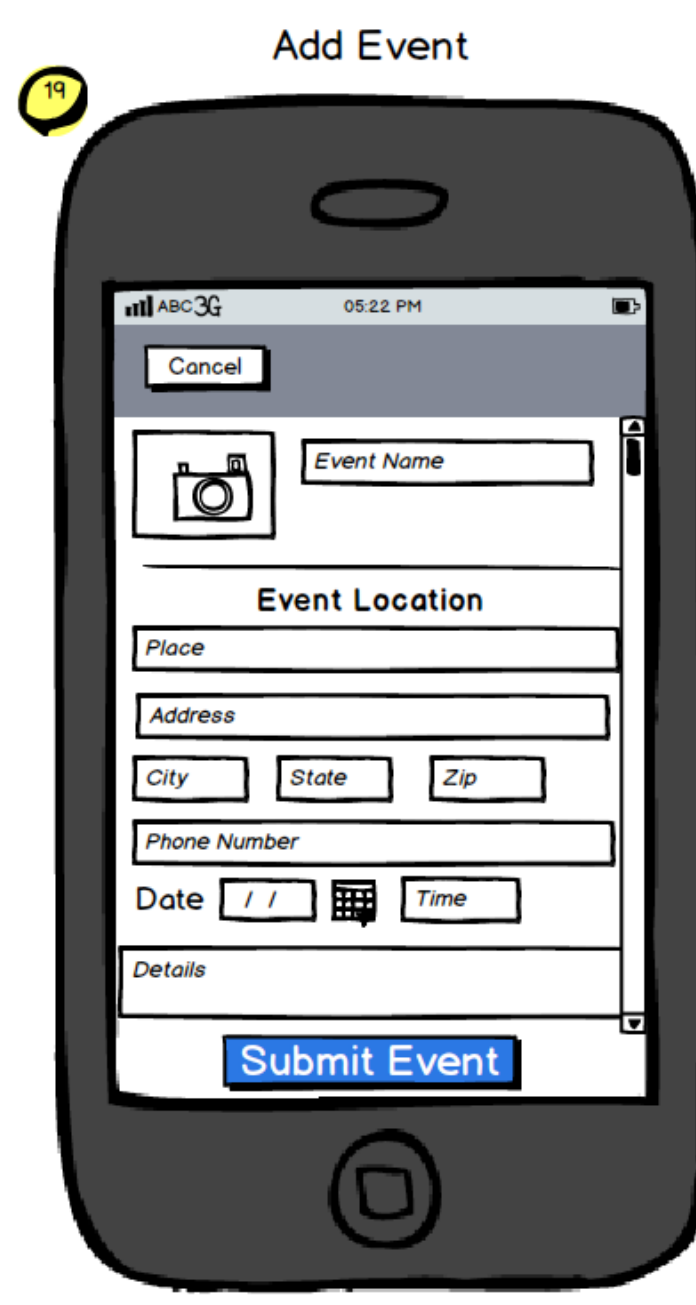 Add Event
19
ABC 3G 05:22 PM
Cancel
Event Name
Event Location
Place
Address
City State Zip
Phone Number
Date / / Time
Details
Submit Event